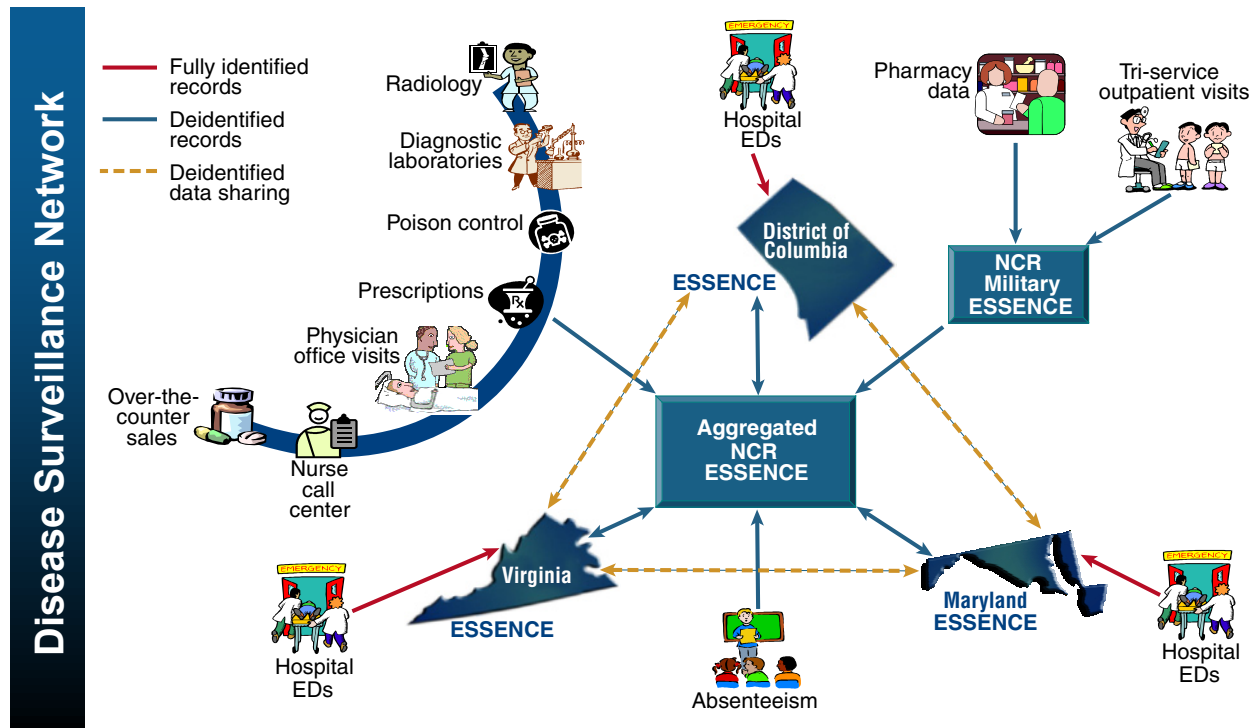 Disease Surveillance Network
Fully identified
records
Deidentified
records
Deidentified
data sharing
Radiology
Diagnostic
laboratories
Poison control
Prescriptions
Rx
Physician
office visits
Over-the-
counter
sales
Nurse
call
center
EMERGENCY
Hospital
EDs
Pharmacy
data
Tri-service
outpatient visits
District of
Columbia
ESSENCE
NCR
Military
ESSENCE
Aggregated
NCR
ESSENCE
Virginia
ESSENCE
Maryland
ESSENCE
EMERGENCY
Hospital
EDs
Absenteeism
EMERGENCY
Hospital
EDs